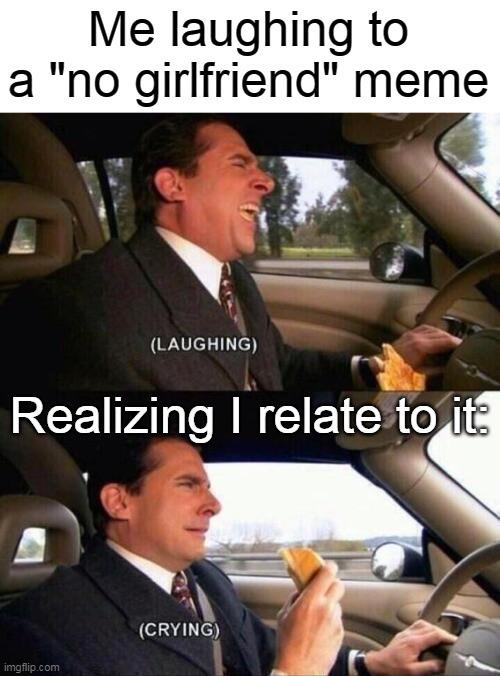 Me laughing to
a "no girlfriend" meme
(LAUGHING)
Realizing I relate to it:
(CRYING)
imgflip.com